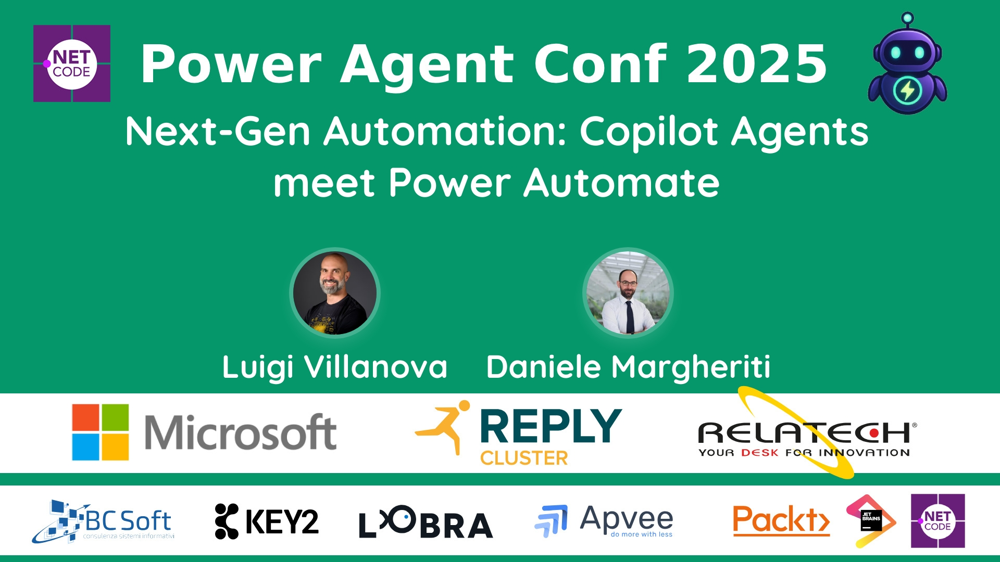 NET
CODE
Power Agent Conf 2025
Next-Gen Automation: Copilot Agents
meet Power Automate
Luigi Villanova
Daniele Margheriti
Microsoft
REPLY
CLUSTER
RELATECH®
YOUR DESK FOR INNOVATION
BC Soft
consulenza sistemi informativi
KEY2
LOBRA
Apvee
do more with less
Packt
JET
BRAINS
NET
CODE